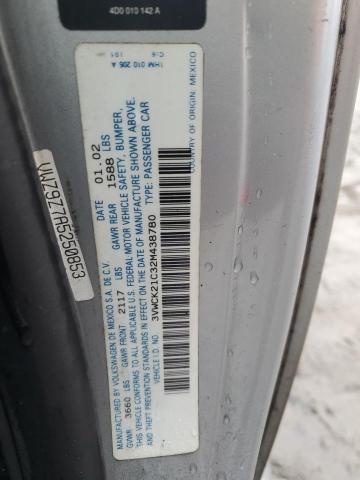 4D0 010 142 A
1HM 010 205 A
MANUFACTURED BY VOLKSWAGEN DE MEXICO S.A. DE C.V. DATE 01.02
GVWR 3660 LBS GAWR FRONT 2117 LBS GAWR REAR 1588 LBS
THIS VEHICLE CONFORMS TO ALL APPLICABLE U.S. FEDERAL MOTOR VEHICLE SAFETY, BUMPER,
AND THEFT PREVENTION STANDARDS IN EFFECT ON THE DATE OF MANUFACTURE SHOWN ABOVE.
VEHICLE I.D. NO.: 3VWCK21C32M438780 TYPE: PASSENGER CAR
COUNTRY OF ORIGIN: MEXICO